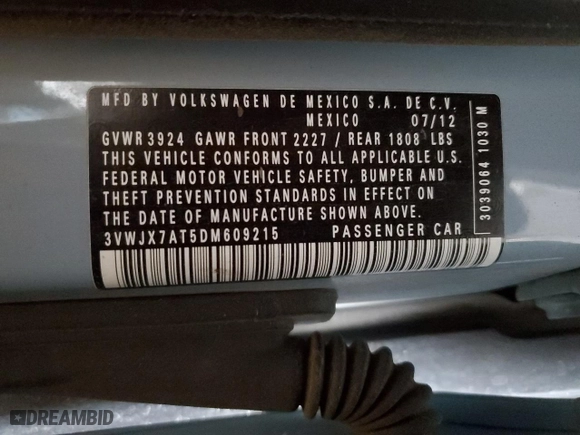 MFD BY VOLKSWAGEN DE MEXICO S.A. DE C.V.
MEXICO 07/12
GVWR 3924 GAWR FRONT 2227 / REAR 1808 LBS
THIS VEHICLE CONFORMS TO ALL APPLICABLE U.S.
FEDERAL MOTOR VEHICLE SAFETY, BUMPER AND
THEFT PREVENTION STANDARDS IN EFFECT ON
THE DATE OF MANUFACTURE SHOWN ABOVE.
3VWJX7AT5DM609215 PASSENGER CAR
3039064 1030 M
DREAMBID